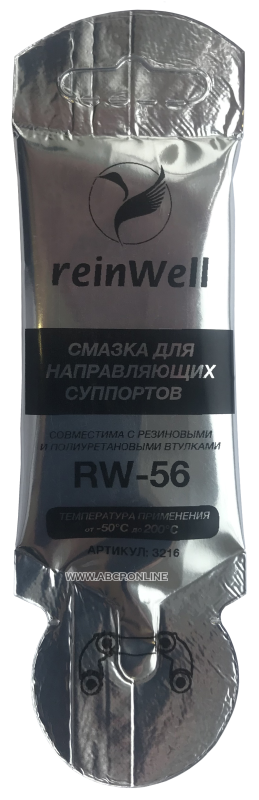 reinWell
СМАЗКА ДЛЯ
НАПРАВЛЯЮЩИХ
СУППОРТОВ
СОВМЕСТИМА С РЕЗИНОВЫМИ
И ПОЛИУРЕТАНОВЫМИ ВТУЛКАМИ
RW-56
ТЕМПЕРАТУРА ПРИМЕНЕНИЯ
от -50°С до 200°С
АРТИКУЛ: 3216
WWW.ABCPONLINE